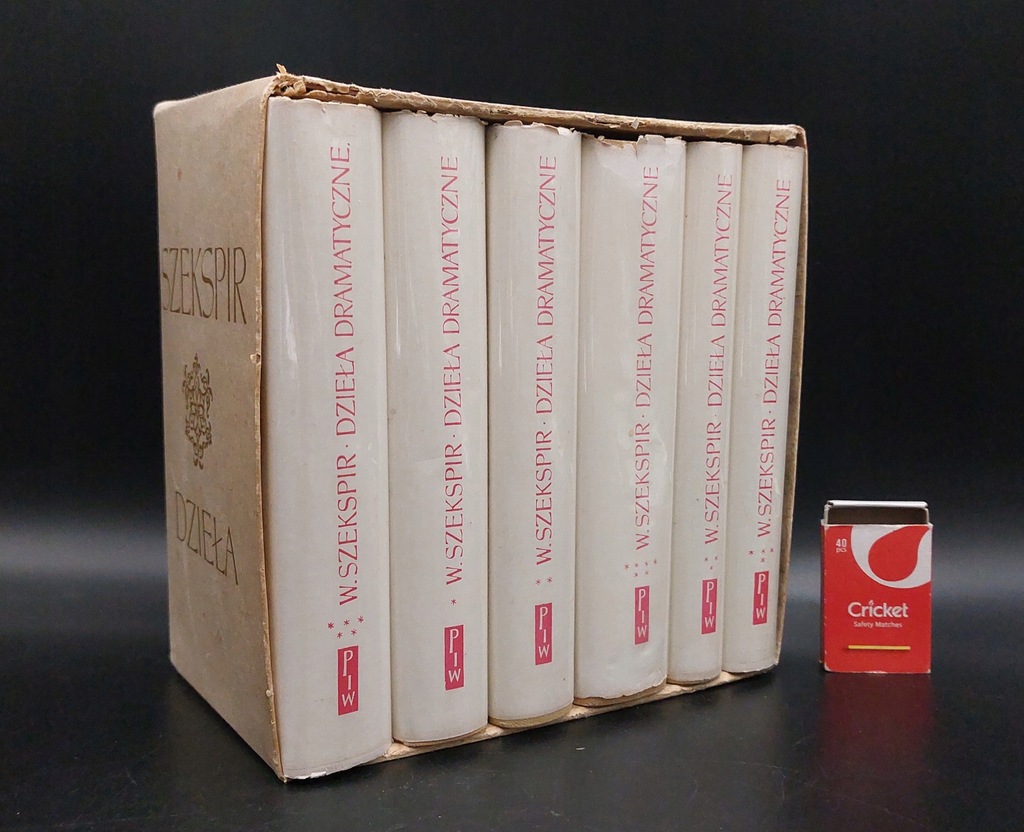 SZEKSPIR
DZIEŁA
W. SZEKSPIR · DZIEŁA DRAMATYCZNE.
PIW
W. SZEKSPIR · DZIEŁA DRAMATYCZNE
PIW
W. SZEKSPIR · DZIEŁA DRAMATYCZNE
PIW
W. SZEKSPIR · DZIEŁA DRAMATYCZNE
PIW
W. SZEKSPIR · DZIEŁA DRAMATYCZNE
PIW
W. SZEKSPIR · DZIEŁA DRAMATYCZNE
PIW
40
pcs
Cricket
Safety Matches